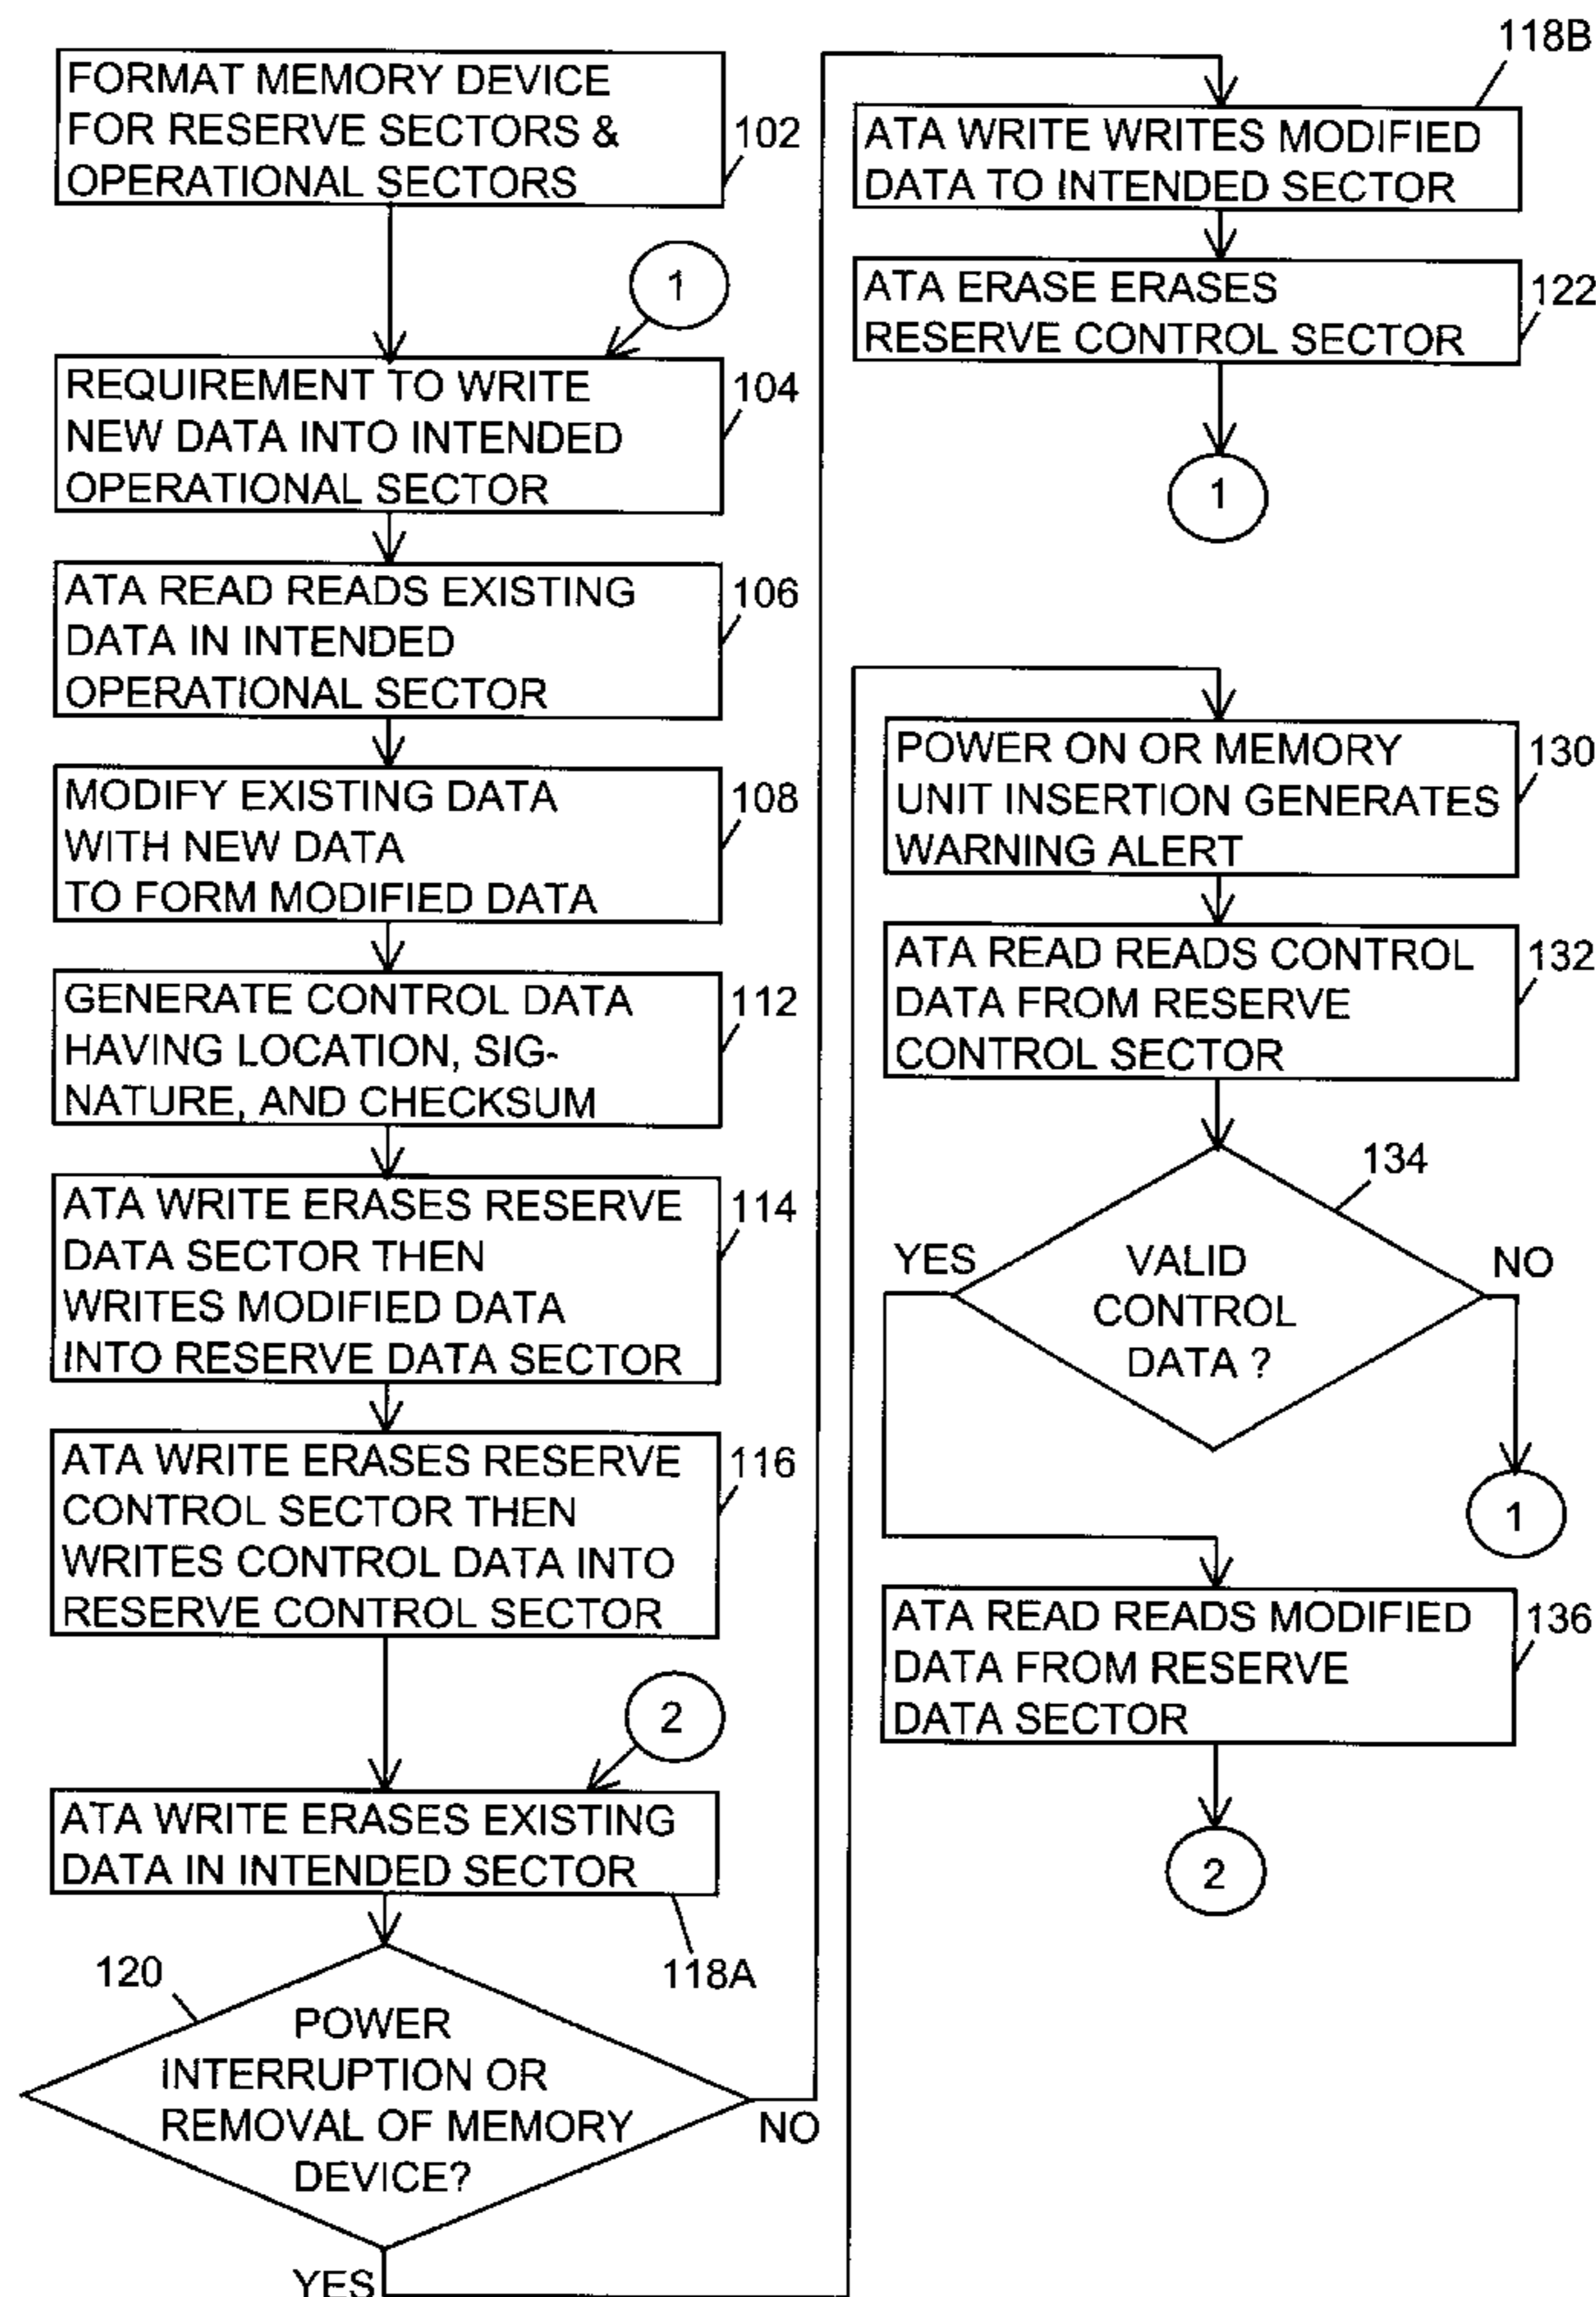 FORMAT MEMORY DEVICE
FOR RESERVE SECTORS &
OPERATIONAL SECTORS
102
1
REQUIREMENT TO WRITE
NEW DATA INTO INTENDED
OPERATIONAL SECTOR
104
ATA READ READS EXISTING
DATA IN INTENDED
OPERATIONAL SECTOR
106
MODIFY EXISTING DATA
WITH NEW DATA
TO FORM MODIFIED DATA
108
GENERATE CONTROL DATA
HAVING LOCATION, SIG-
NATURE, AND CHECKSUM
112
ATA WRITE ERASES RESERVE
DATA SECTOR THEN
WRITES MODIFIED DATA
INTO RESERVE DATA SECTOR
114
ATA WRITE ERASES RESERVE
CONTROL SECTOR THEN
WRITES CONTROL DATA INTO
RESERVE CONTROL SECTOR
116
2
ATA WRITE ERASES EXISTING
DATA IN INTENDED SECTOR
118A
120
POWER
INTERRUPTION OR
REMOVAL OF MEMORY
DEVICE?
NO
YES
118B
ATA WRITE WRITES MODIFIED
DATA TO INTENDED SECTOR
ATA ERASE ERASES
RESERVE CONTROL SECTOR
122
1
POWER ON OR MEMORY
UNIT INSERTION GENERATES
WARNING ALERT
130
ATA READ READS CONTROL
DATA FROM RESERVE
CONTROL SECTOR
132
134
YES
VALID
CONTROL
DATA ?
NO
1
ATA READ READS MODIFIED
DATA FROM RESERVE
DATA SECTOR
136
2